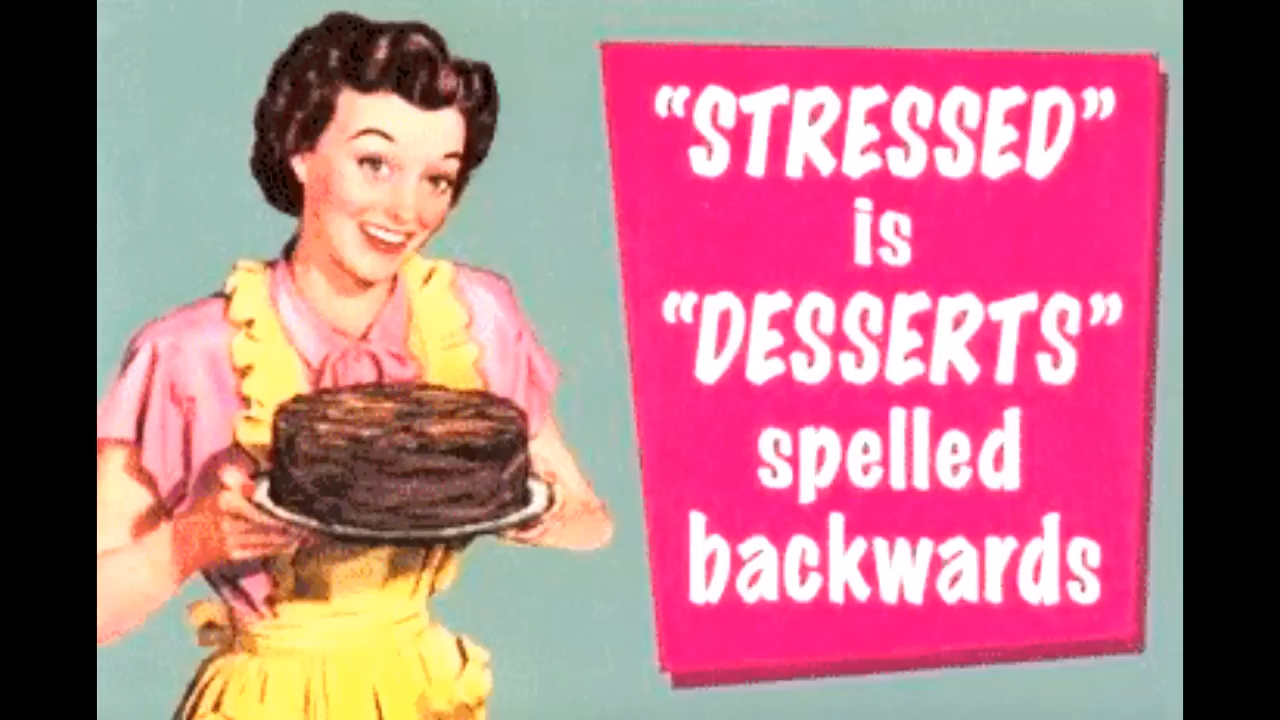 “STRESSED”
is
“DESSERTS”
spelled
backwards